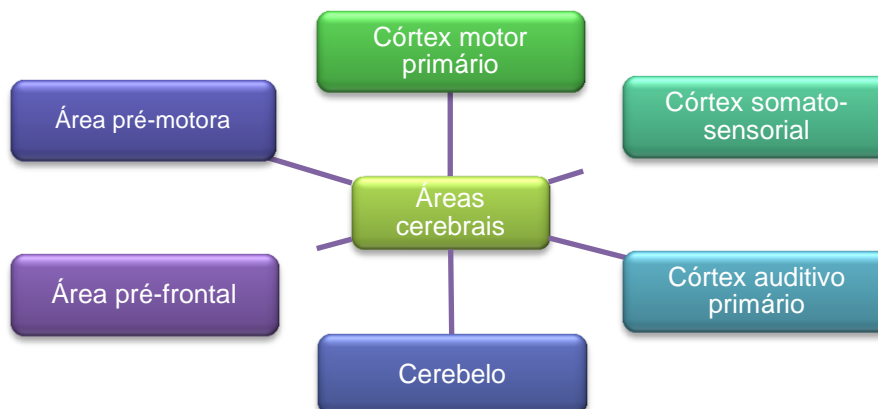 Córtex motor
primário
Área pré-motora
Córtex somato-
sensorial
Áreas
cerebrais
Área pré-frontal
Córtex auditivo
primário
Cerebelo